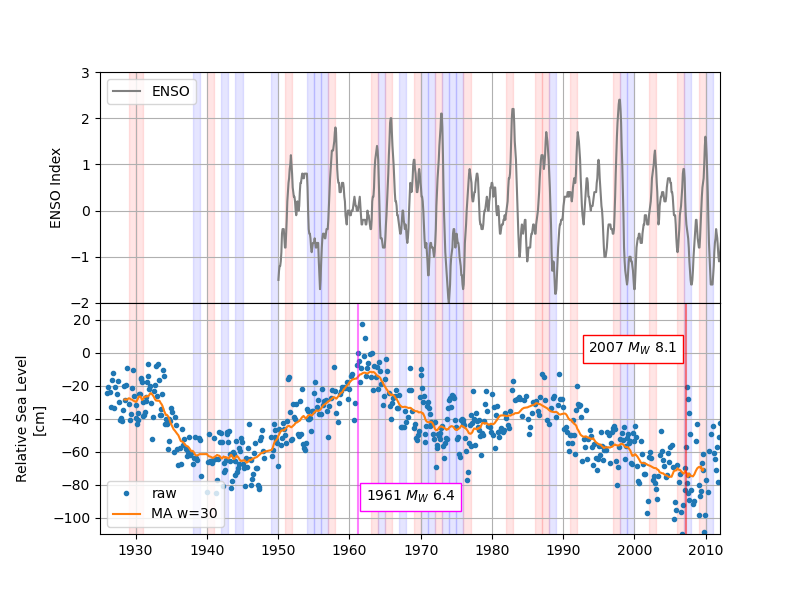 3
2
1
0
−1
−2
ENSO Index
ENSO
20
0
−20
−40
−60
−80
−100
Relative Sea Level
[cm]
2007 M_W 8.1
1961 M_W 6.4
raw
MA w=30
1930 1940 1950 1960 1970 1980 1990 2000 2010